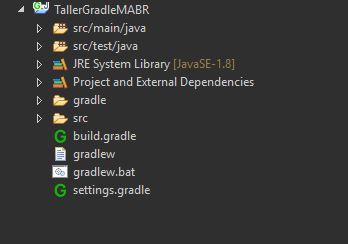 TallerGradleMABR
src/main/java
src/test/java
JRE System Library [JavaSE-1.8]
Project and External Dependencies
gradle
src
build.gradle
gradlew
gradlew.bat
settings.gradle